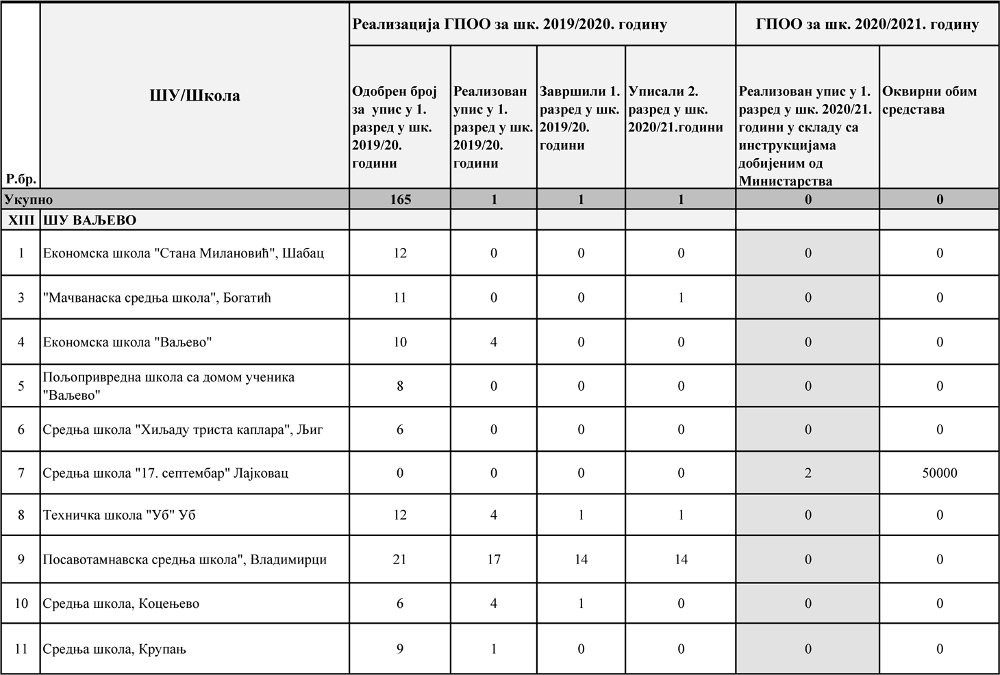 Реализација ГПОО за шк. 2019/2020. годину
ГПОО за шк. 2020/2021. годину
Р.бр.
ШУ/Школа
Одобрен број
за упис у 1.
разред у шк.
2019/20.
години
Реализован
упис у 1.
разред у шк.
2019/20.
години
Завршили 1.
разред у шк.
2019/20.
години
Уписали 2.
разред у шк.
2020/21.години
Реализован упис у 1.
разред у шк. 2020/21.
години у складу са
инструкцијама
добијеним од
Министарства
Оквирни обим
средстава
Укупно 165 1 1 1 0 0
XIII ШУ ВАЉЕВО
1 Економска школа "Стана Милановић", Шабац 12 0 0 0 0 0
3 "Мачванаска средња школа", Богатић 11 0 0 1 0 0
4 Економска школа "Ваљево" 10 4 0 0 0 0
5 Пољопривредна школа са домом ученика
"Ваљево" 8 0 0 0 0 0
6 Средња школа "Хиљаду триста каплара", Љиг 6 0 0 0 0 0
7 Средња школа "17. септембар" Лајковац 0 0 0 0 2 50000
8 Техничка школа "Уб" Уб 12 4 1 1 0 0
9 Посавотамнавска средња школа", Владимирци 21 17 14 14 0 0
10 Средња школа, Коцењево 6 4 1 0 0 0
11 Средња школа, Крупањ 9 1 0 0 0 0